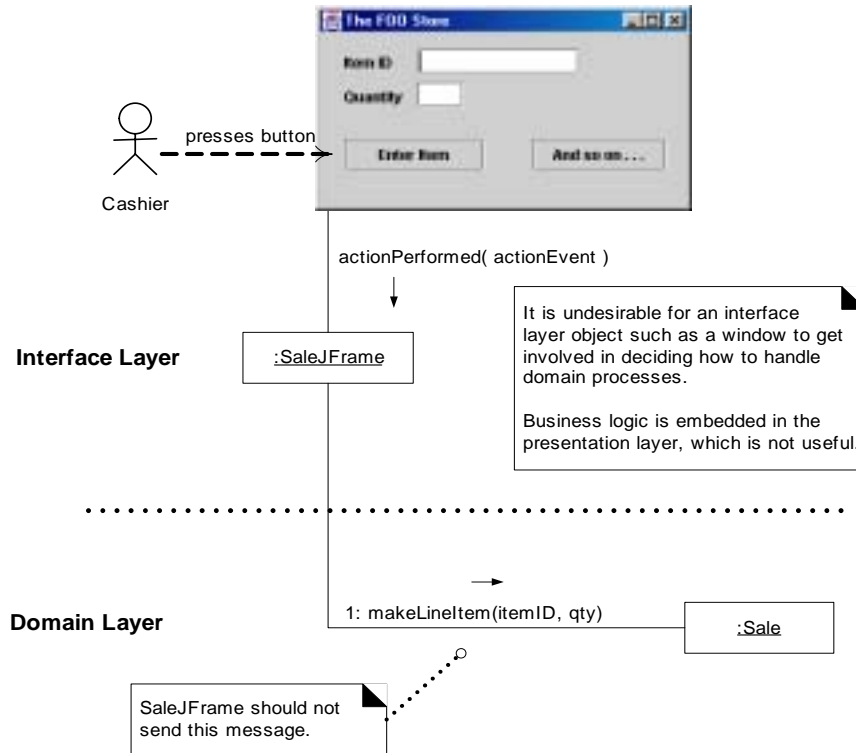 The FOO Store
Item ID
Quantity
presses button
Enter Item
And so on . . .
Cashier
actionPerformed( actionEvent )
It is undesirable for an interface
layer object such as a window to get
involved in deciding how to handle
domain processes.
Business logic is embedded in the
presentation layer, which is not useful.
Interface Layer
:SaleJFrame
1: makeLineItem(itemID, qty)
Domain Layer
:Sale
SaleJFrame should not
send this message.